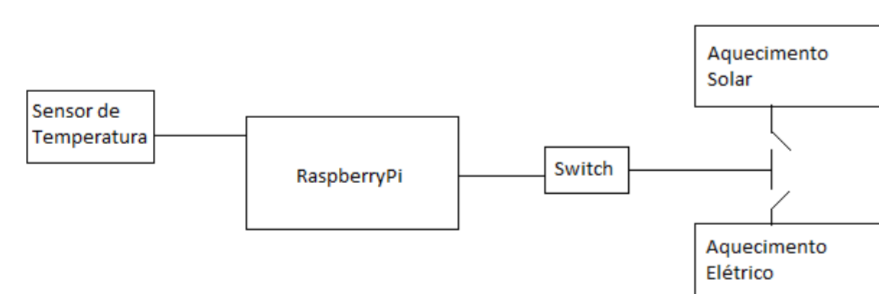 Sensor de
Temperatura
RaspberryPi
Switch
Aquecimento
Solar
Aquecimento
Elétrico